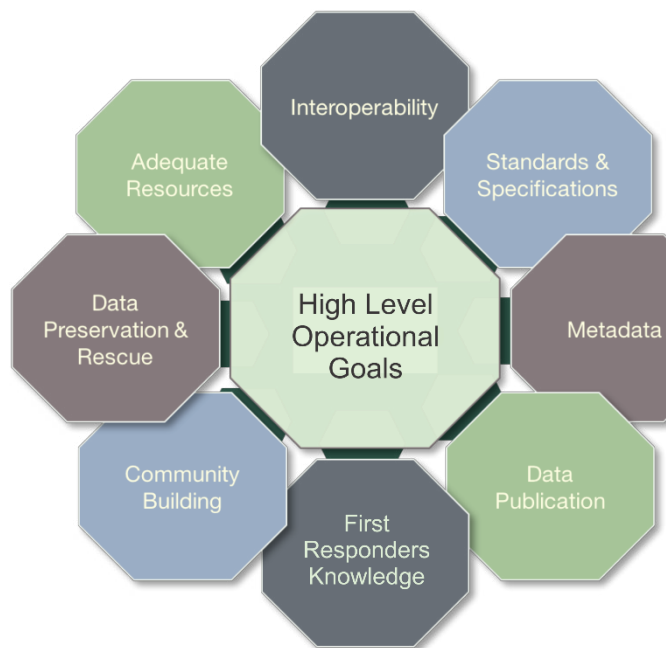 Interoperability
Adequate
Resources
Standards &
Specifications
High Level
Operational
Goals
Data
Preservation &
Rescue
Metadata
Community
Building
Data
Publication
First
Responders
Knowledge